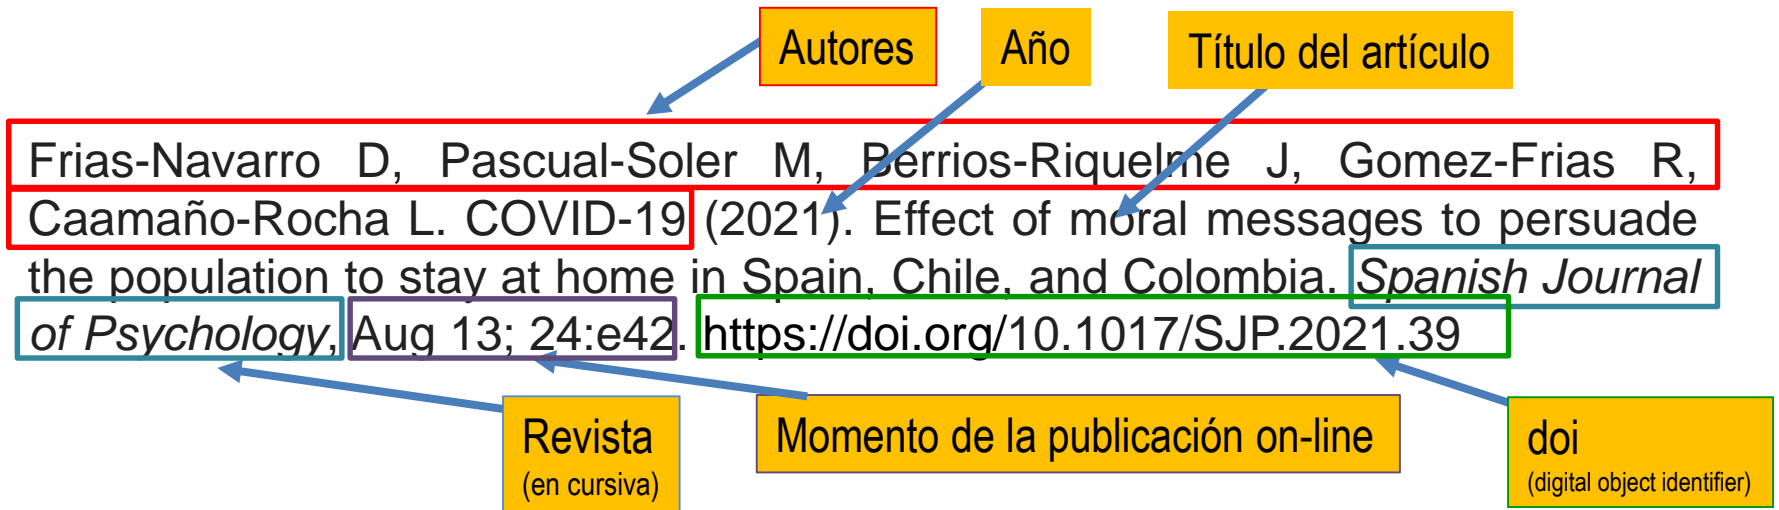 Autores
Año
Título del artículo
Frias-Navarro D, Pascual-Soler M, Berrios-Riquelme J, Gomez-Frias R,
Caamaño-Rocha L. COVID-19 (2021). Effect of moral messages to persuade
the population to stay at home in Spain, Chile, and Colombia. Spanish Journal
of Psychology, Aug 13; 24:e42. https://doi.org/10.1017/SJP.2021.39
Revista
(en cursiva)
Momento de la publicación on-line
doi
(digital object identifier)